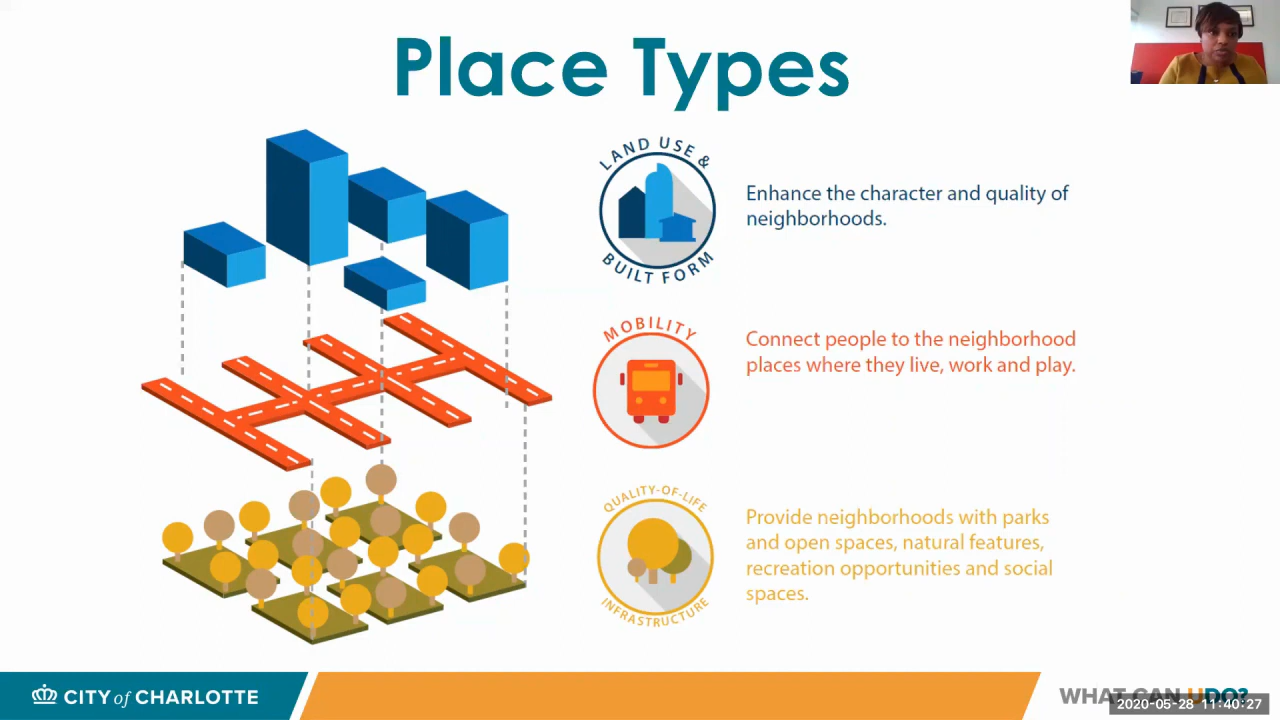 Place Types
LAND USE &
BUILT FORM
Enhance the character and quality of
neighborhoods.
MOBILITY
Connect people to the neighborhood
places where they live, work and play.
QUALITY-OF-LIFE
INFRASTRUCTURE
Provide neighborhoods with parks
and open spaces, natural features,
recreation opportunities and social
spaces.
CITY of CHARLOTTE
WHAT CAN U DO?
2020-05-28 11:40:27